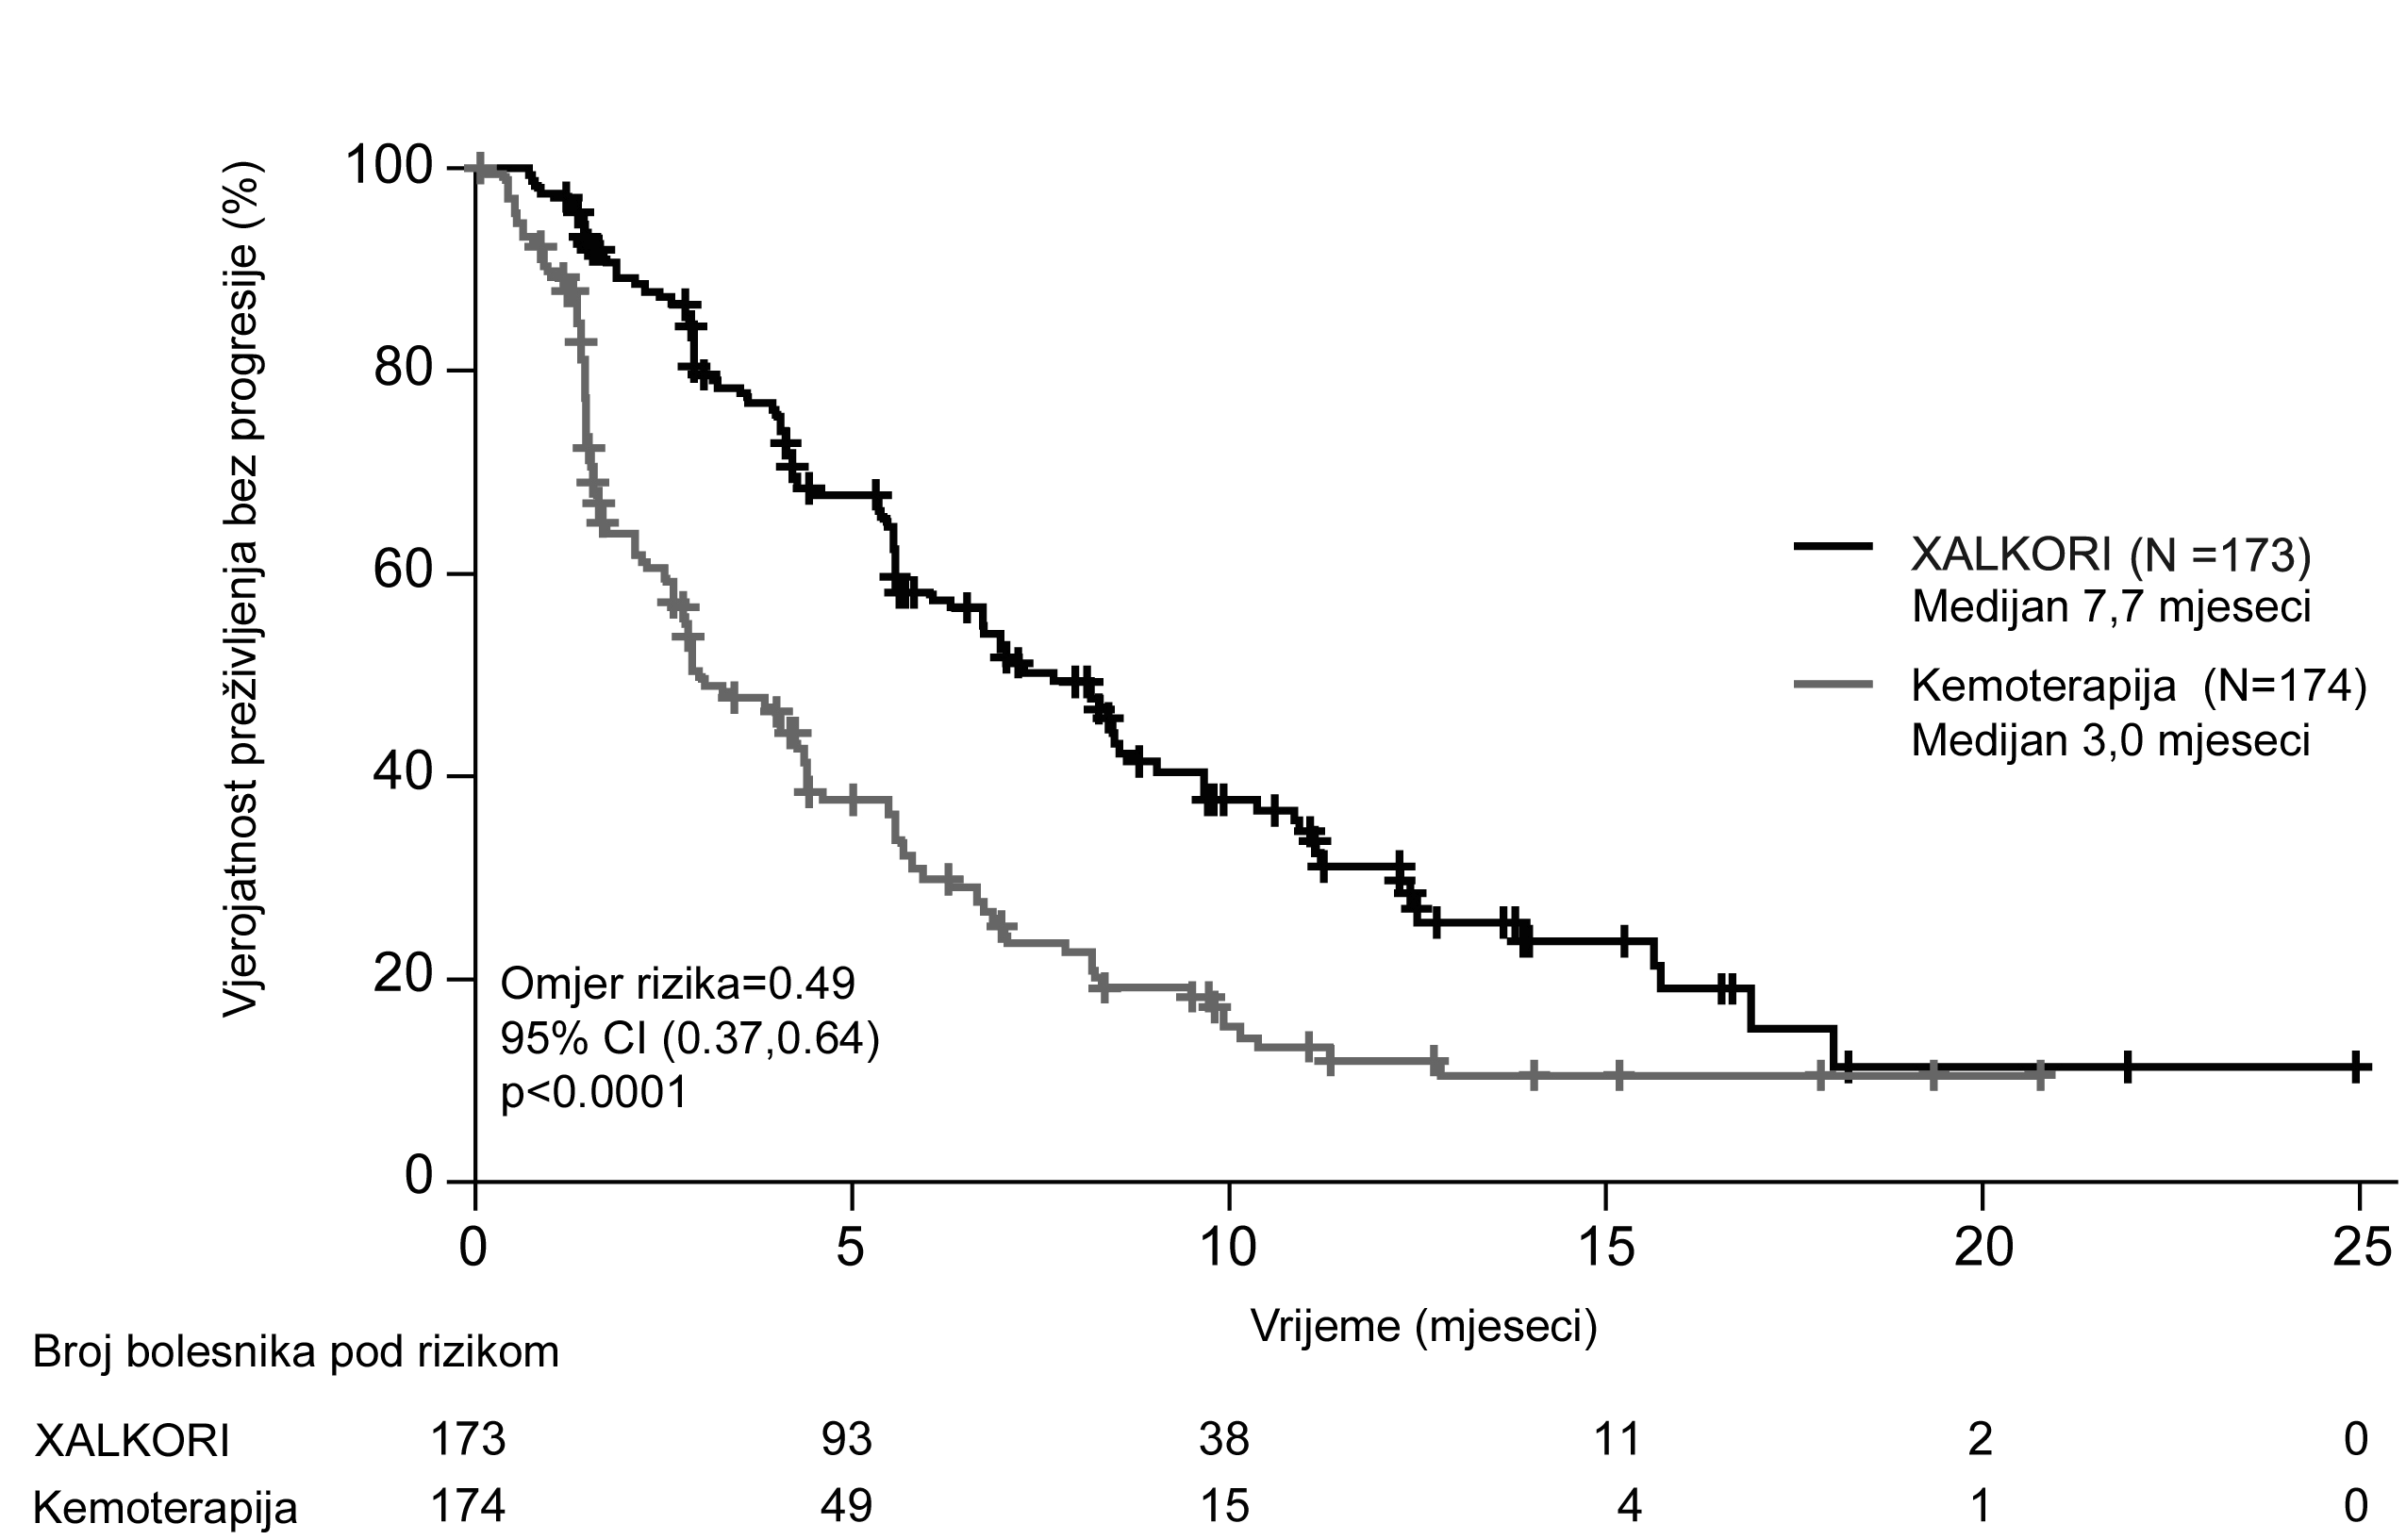 Vjerojatnost preživljenja bez progresije (%)
100
80
60
40
20
0
XALKORI (N =173)
Medijan 7,7 mjeseci
Kemoterapija (N=174)
Medijan 3,0 mjeseci
Omjer rizika=0.49
95% CI (0.37,0.64)
p<0.0001
0 5 10 15 20 25
Vrijeme (mjeseci)
Broj bolesnika pod rizikom
XALKORI 173 93 38 11 2 0
Kemoterapija 174 49 15 4 1 0